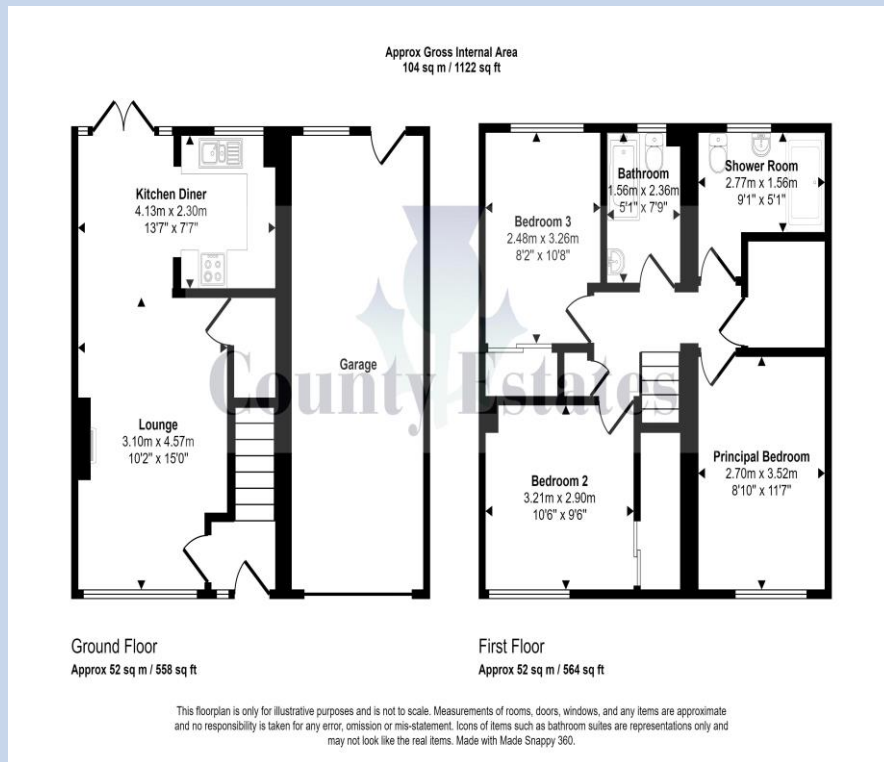 Approx Gross Internal Area
104 sq m / 1122 sq ft
Kitchen Diner
4.13m x 2.30m
13'7" x 7'7"
Lounge
3.10m x 4.57m
10'2" x 15'0"
Garage
Bedroom 3
2.48m x 3.26m
8'2" x 10'8"
Bathroom
1.56m x 2.36m
5'1" x 7'9"
Shower Room
2.77m x 1.56m
9'1" x 5'1"
Bedroom 2
3.21m x 2.90m
10'6" x 9'6"
Principal Bedroom
2.70m x 3.52m
8'10" x 11'7"
County Estates
Ground Floor
Approx 52 sq m / 558 sq ft
First Floor
Approx 52 sq m / 564 sq ft
This floorplan is only for illustrative purposes and is not to scale. Measurements of rooms, doors, windows, and any items are approximate
and no responsibility is taken for any error, omission or mis-statement. Icons of items such as bathroom suites are representations only and
may not look like the real items. Made with Made Snappy 360.